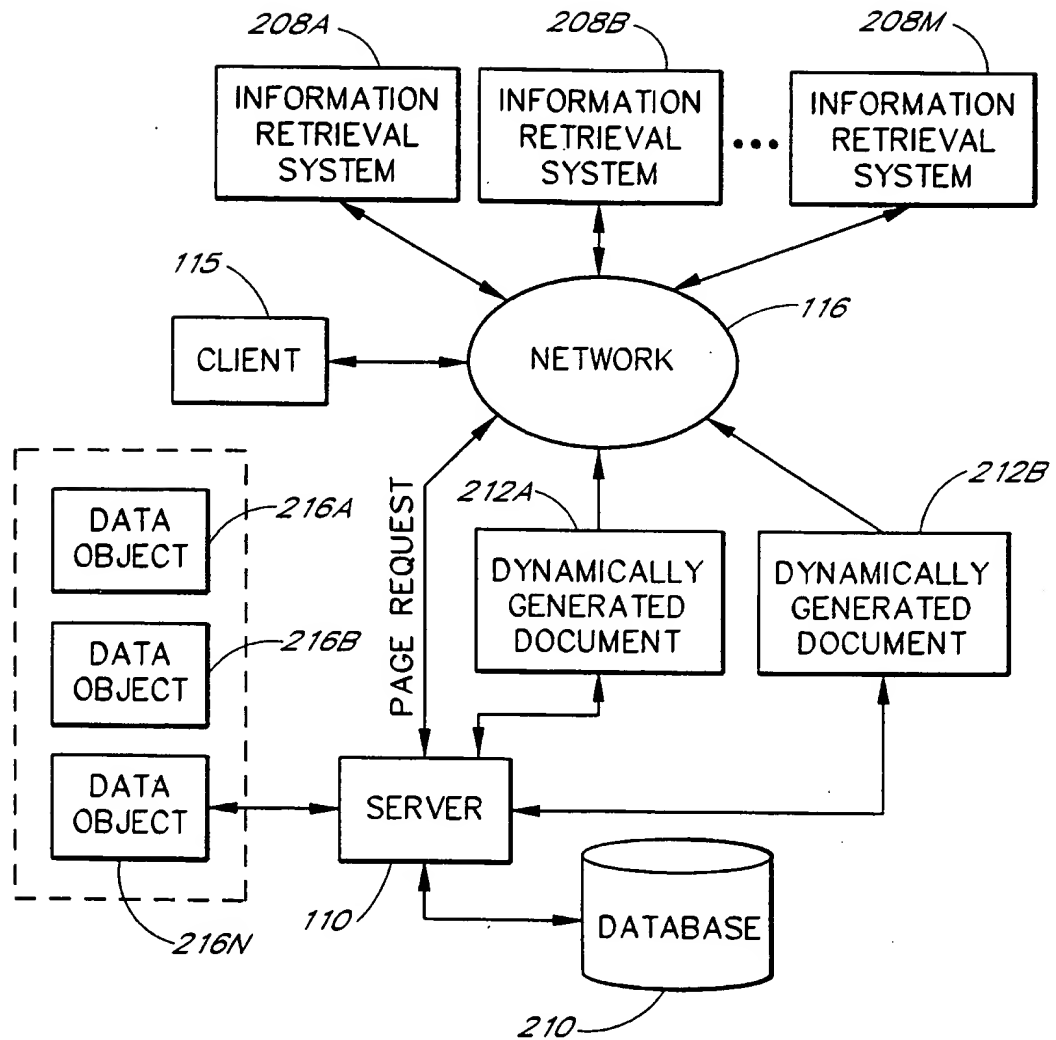 208A
208B
208M
INFORMATION
RETRIEVAL
SYSTEM
INFORMATION
RETRIEVAL
SYSTEM
INFORMATION
RETRIEVAL
SYSTEM
115
116
CLIENT
NETWORK
212A
212B
DATA
OBJECT
216A
PAGE REQUEST
DYNAMICALLY
GENERATED
DOCUMENT
DYNAMICALLY
GENERATED
DOCUMENT
DATA
OBJECT
216B
DATA
OBJECT
SERVER
216N
110
DATABASE
210